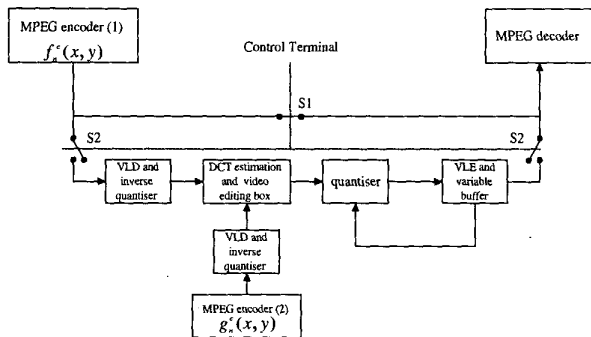 MPEG encoder (1)
f_n^c(x, y)
MPEG decoder
Control Terminal
S1
S2
S2
VLD and
inverse
quantiser
DCT estimation
and video
editing box
quantiser
VLE and
variable
buffer
VLD and
inverse
quantiser
MPEG encoder (2)
g_n^c(x, y)